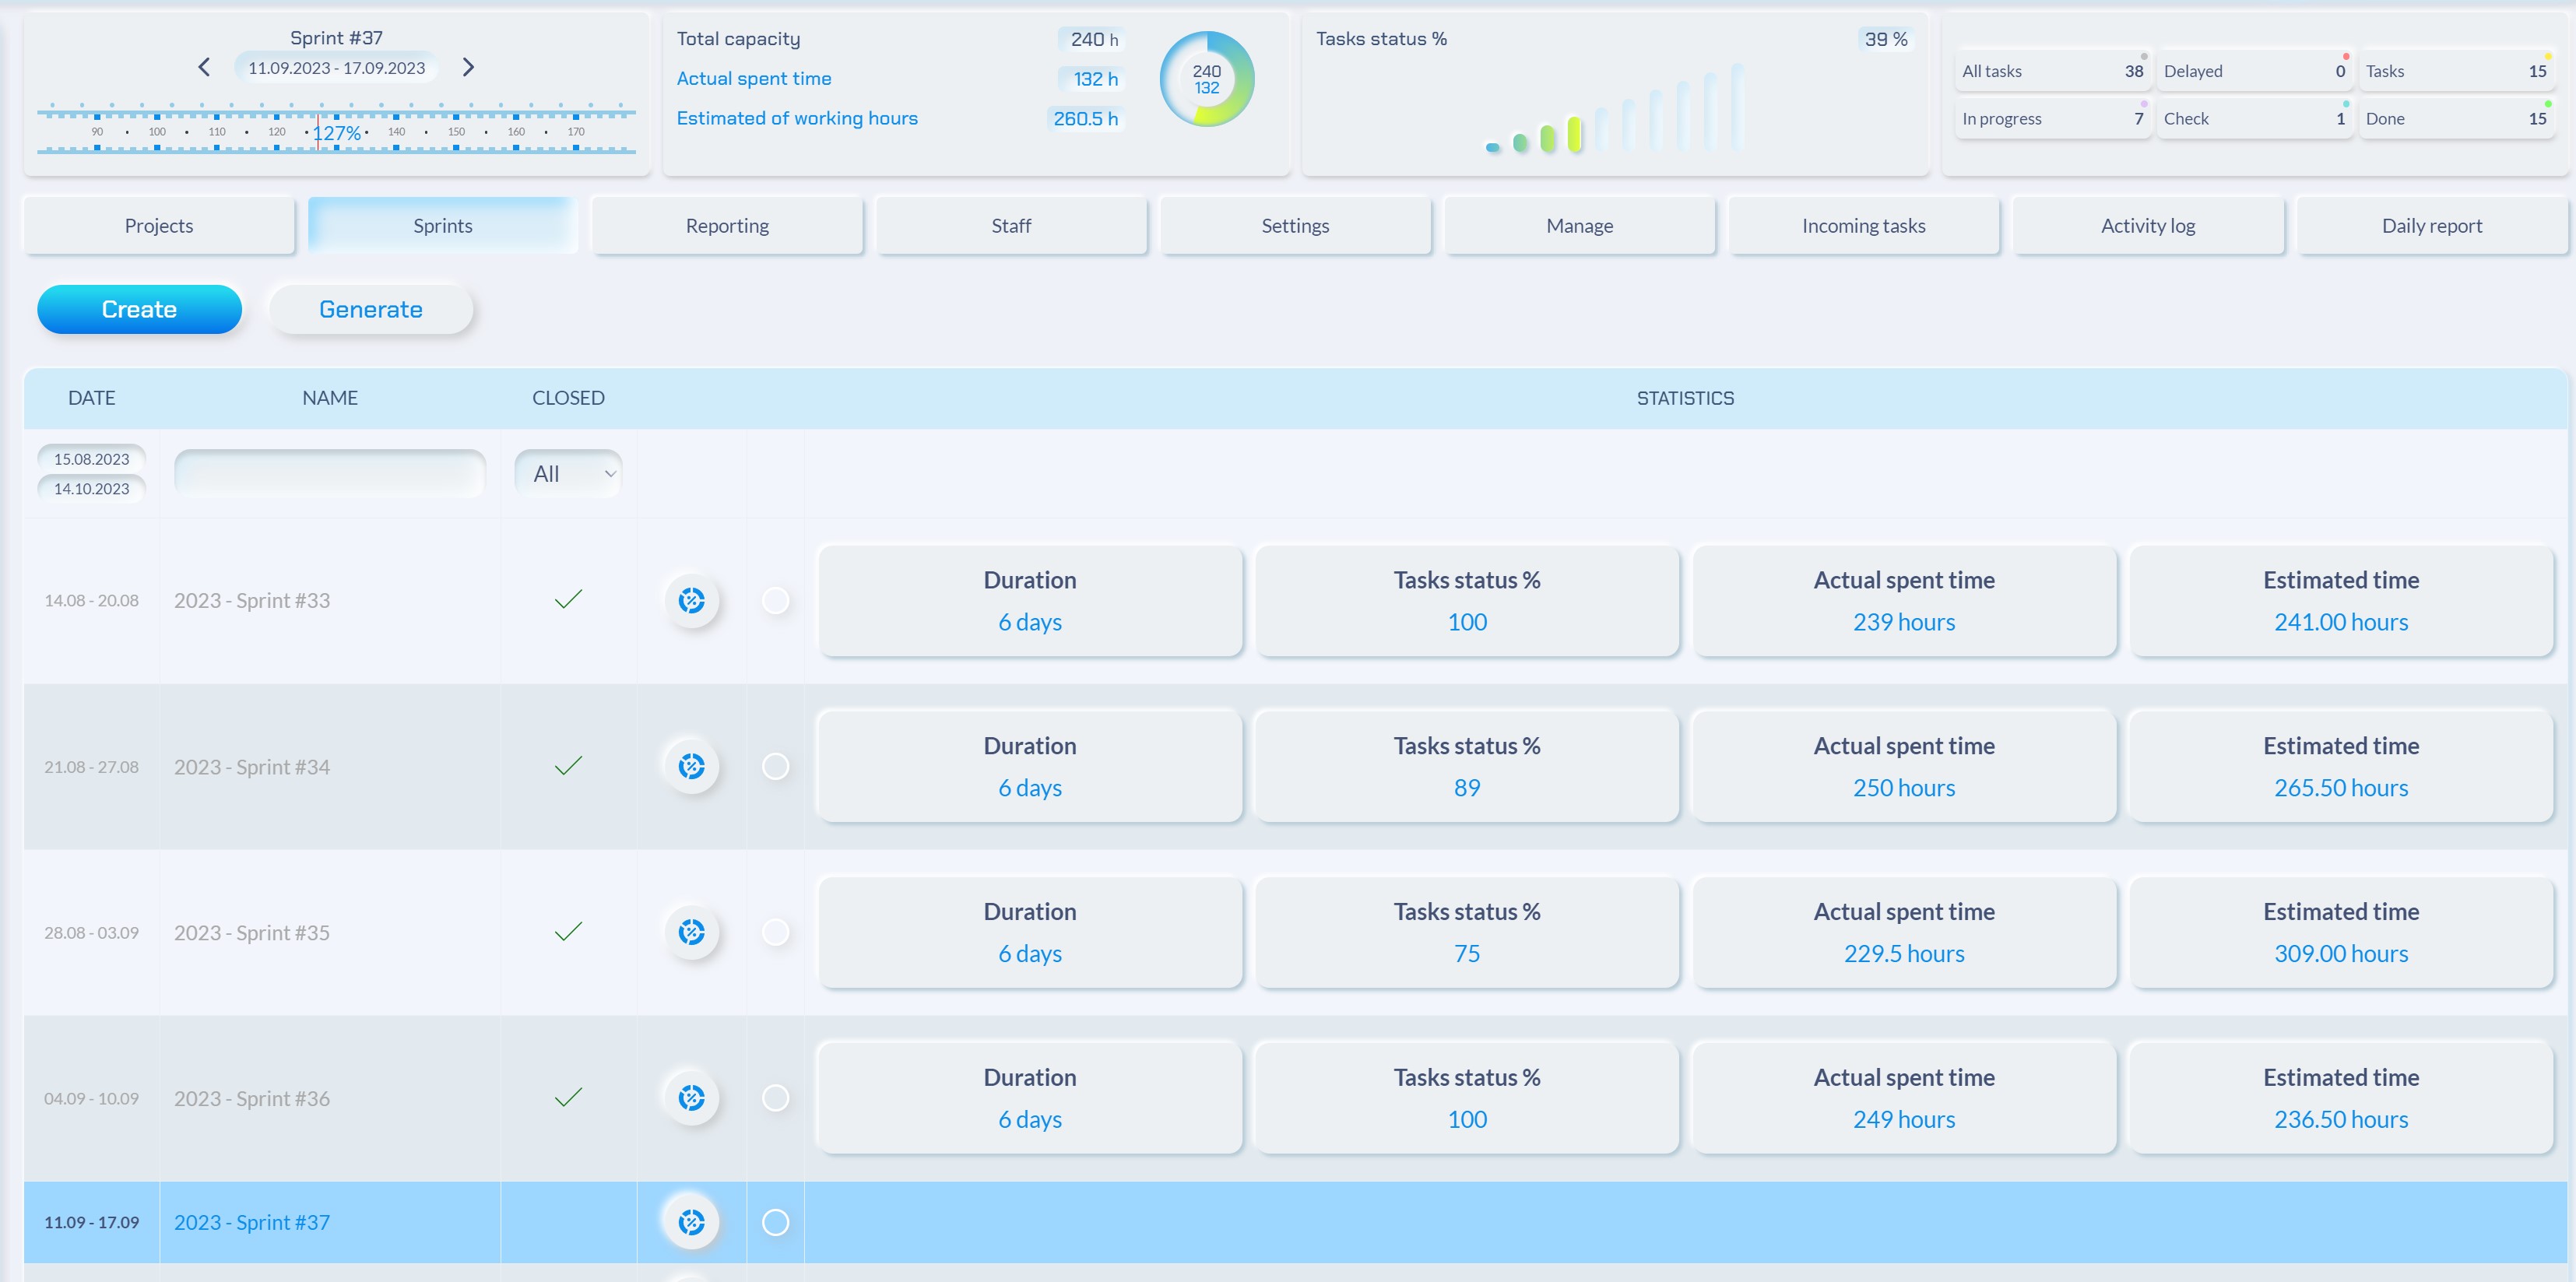 Sprint #37
11.09.2023 - 17.09.2023
90 100 110 120 127% 140 150 160 170
Total capacity 240 h
Actual spent time 132 h
Estimated of working hours 260.5 h
240
132
Tasks status % 39 %
All tasks 38 Delayed 0 Tasks 15
In progress 7 Check 1 Done 15
Projects Sprints Reporting Staff Settings Manage Incoming tasks Activity log Daily report
Create Generate
DATE NAME CLOSED STATISTICS
15.08.2023
14.10.2023
All
14.08 - 20.08 2023 - Sprint #33
Duration Tasks status % Actual spent time Estimated time
6 days 100 239 hours 241.00 hours
21.08 - 27.08 2023 - Sprint #34
Duration Tasks status % Actual spent time Estimated time
6 days 89 250 hours 265.50 hours
28.08 - 03.09 2023 - Sprint #35
Duration Tasks status % Actual spent time Estimated time
6 days 75 229.5 hours 309.00 hours
04.09 - 10.09 2023 - Sprint #36
Duration Tasks status % Actual spent time Estimated time
6 days 100 249 hours 236.50 hours
11.09 - 17.09 2023 - Sprint #37